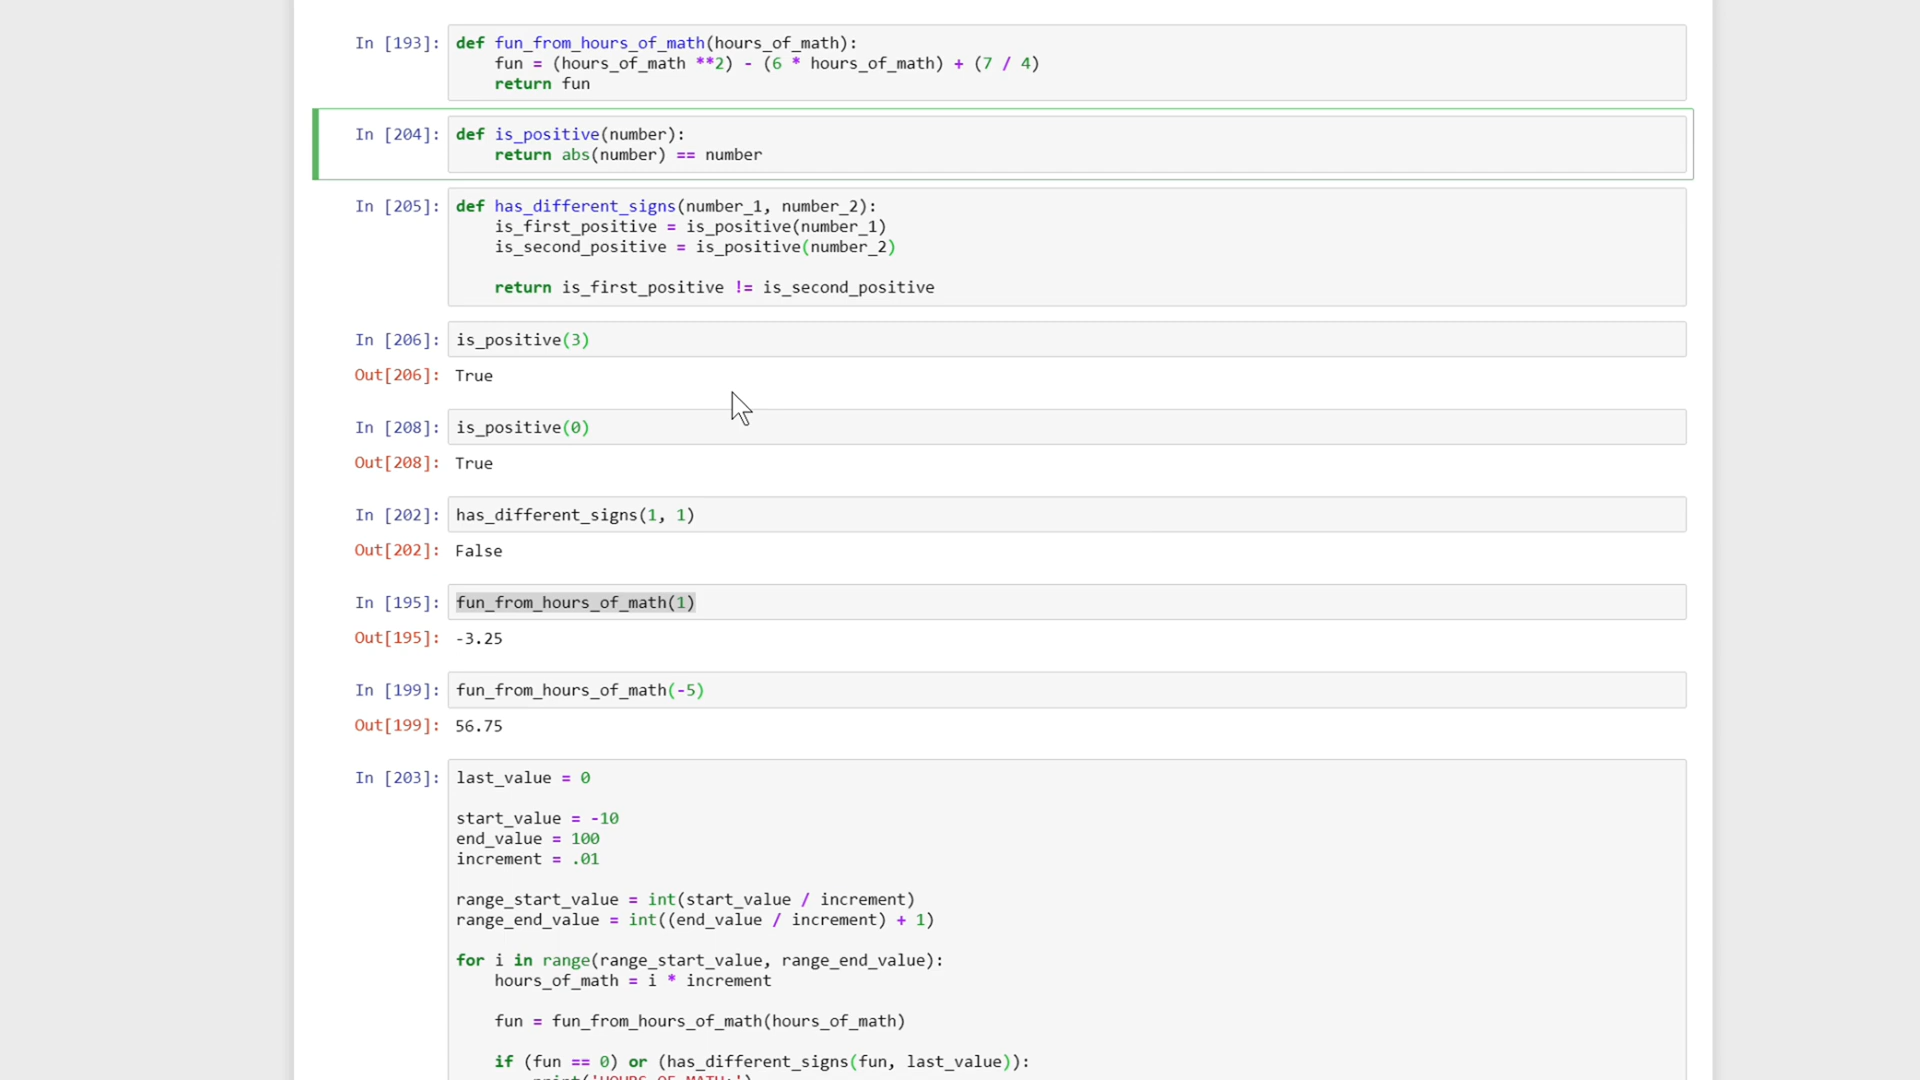 In [193]: def fun_from_hours_of_math(hours_of_math):
fun = (hours_of_math **2) - (6 * hours_of_math) + (7 / 4)
return fun
In [204]: def is_positive(number):
return abs(number) == number
In [205]: def has_different_signs(number_1, number_2):
is_first_positive = is_positive(number_1)
is_second_positive = is_positive(number_2)
return is_first_positive != is_second_positive
In [206]: is_positive(3)
Out[206]: True
In [208]: is_positive(0)
Out[208]: True
In [202]: has_different_signs(1, 1)
Out[202]: False
In [195]: fun_from_hours_of_math(1)
Out[195]: -3.25
In [199]: fun_from_hours_of_math(-5)
Out[199]: 56.75
In [203]: last_value = 0
start_value = -10
end_value = 100
increment = .01
range_start_value = int(start_value / increment)
range_end_value = int((end_value / increment) + 1)
for i in range(range_start_value, range_end_value):
hours_of_math = i * increment
fun = fun_from_hours_of_math(hours_of_math)
if (fun == 0) or (has_different_signs(fun, last_value)):
print('HOURS OF MATH:')